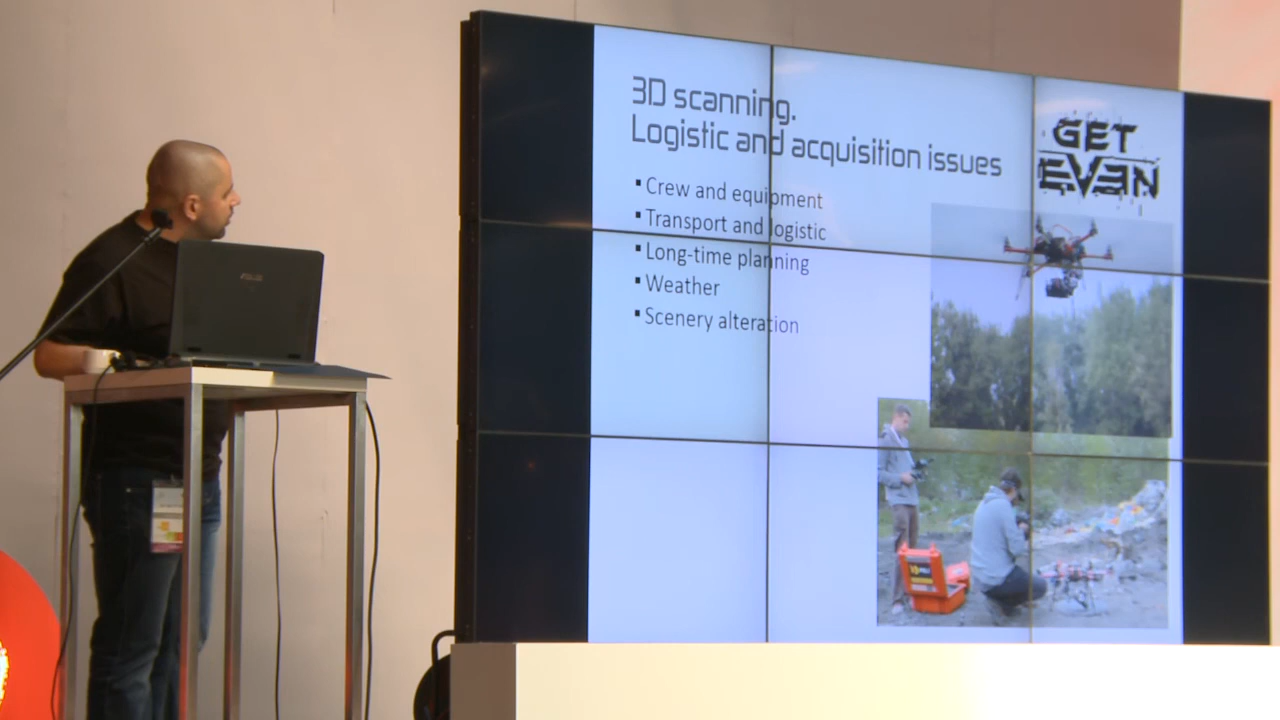 3D scanning.
Logistic and acquisition issues
GET
EVEN
Crew and equipment
Transport and logistic
Long-time planning
Weather
Scenery alteration
ASUS